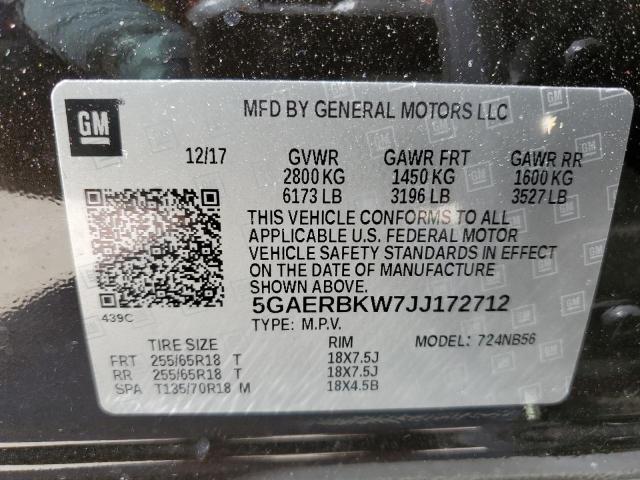 GM
MFD BY GENERAL MOTORS LLC
12/17 GVWR GAWR FRT GAWR RR
2800 KG 1450 KG 1600 KG
6173 LB 3196 LB 3527 LB
THIS VEHICLE CONFORMS TO ALL
APPLICABLE U.S. FEDERAL MOTOR
VEHICLE SAFETY STANDARDS IN EFFECT
ON THE DATE OF MANUFACTURE
SHOWN ABOVE.
439C
5GAERBKW7JJ172712
TYPE: M.P.V.
TIRE SIZE RIM MODEL: 724NB56
FRT 255/65R18 T 18X7.5J
RR 255/65R18 T 18X7.5J
SPA T135/70R18 M 18X4.5B